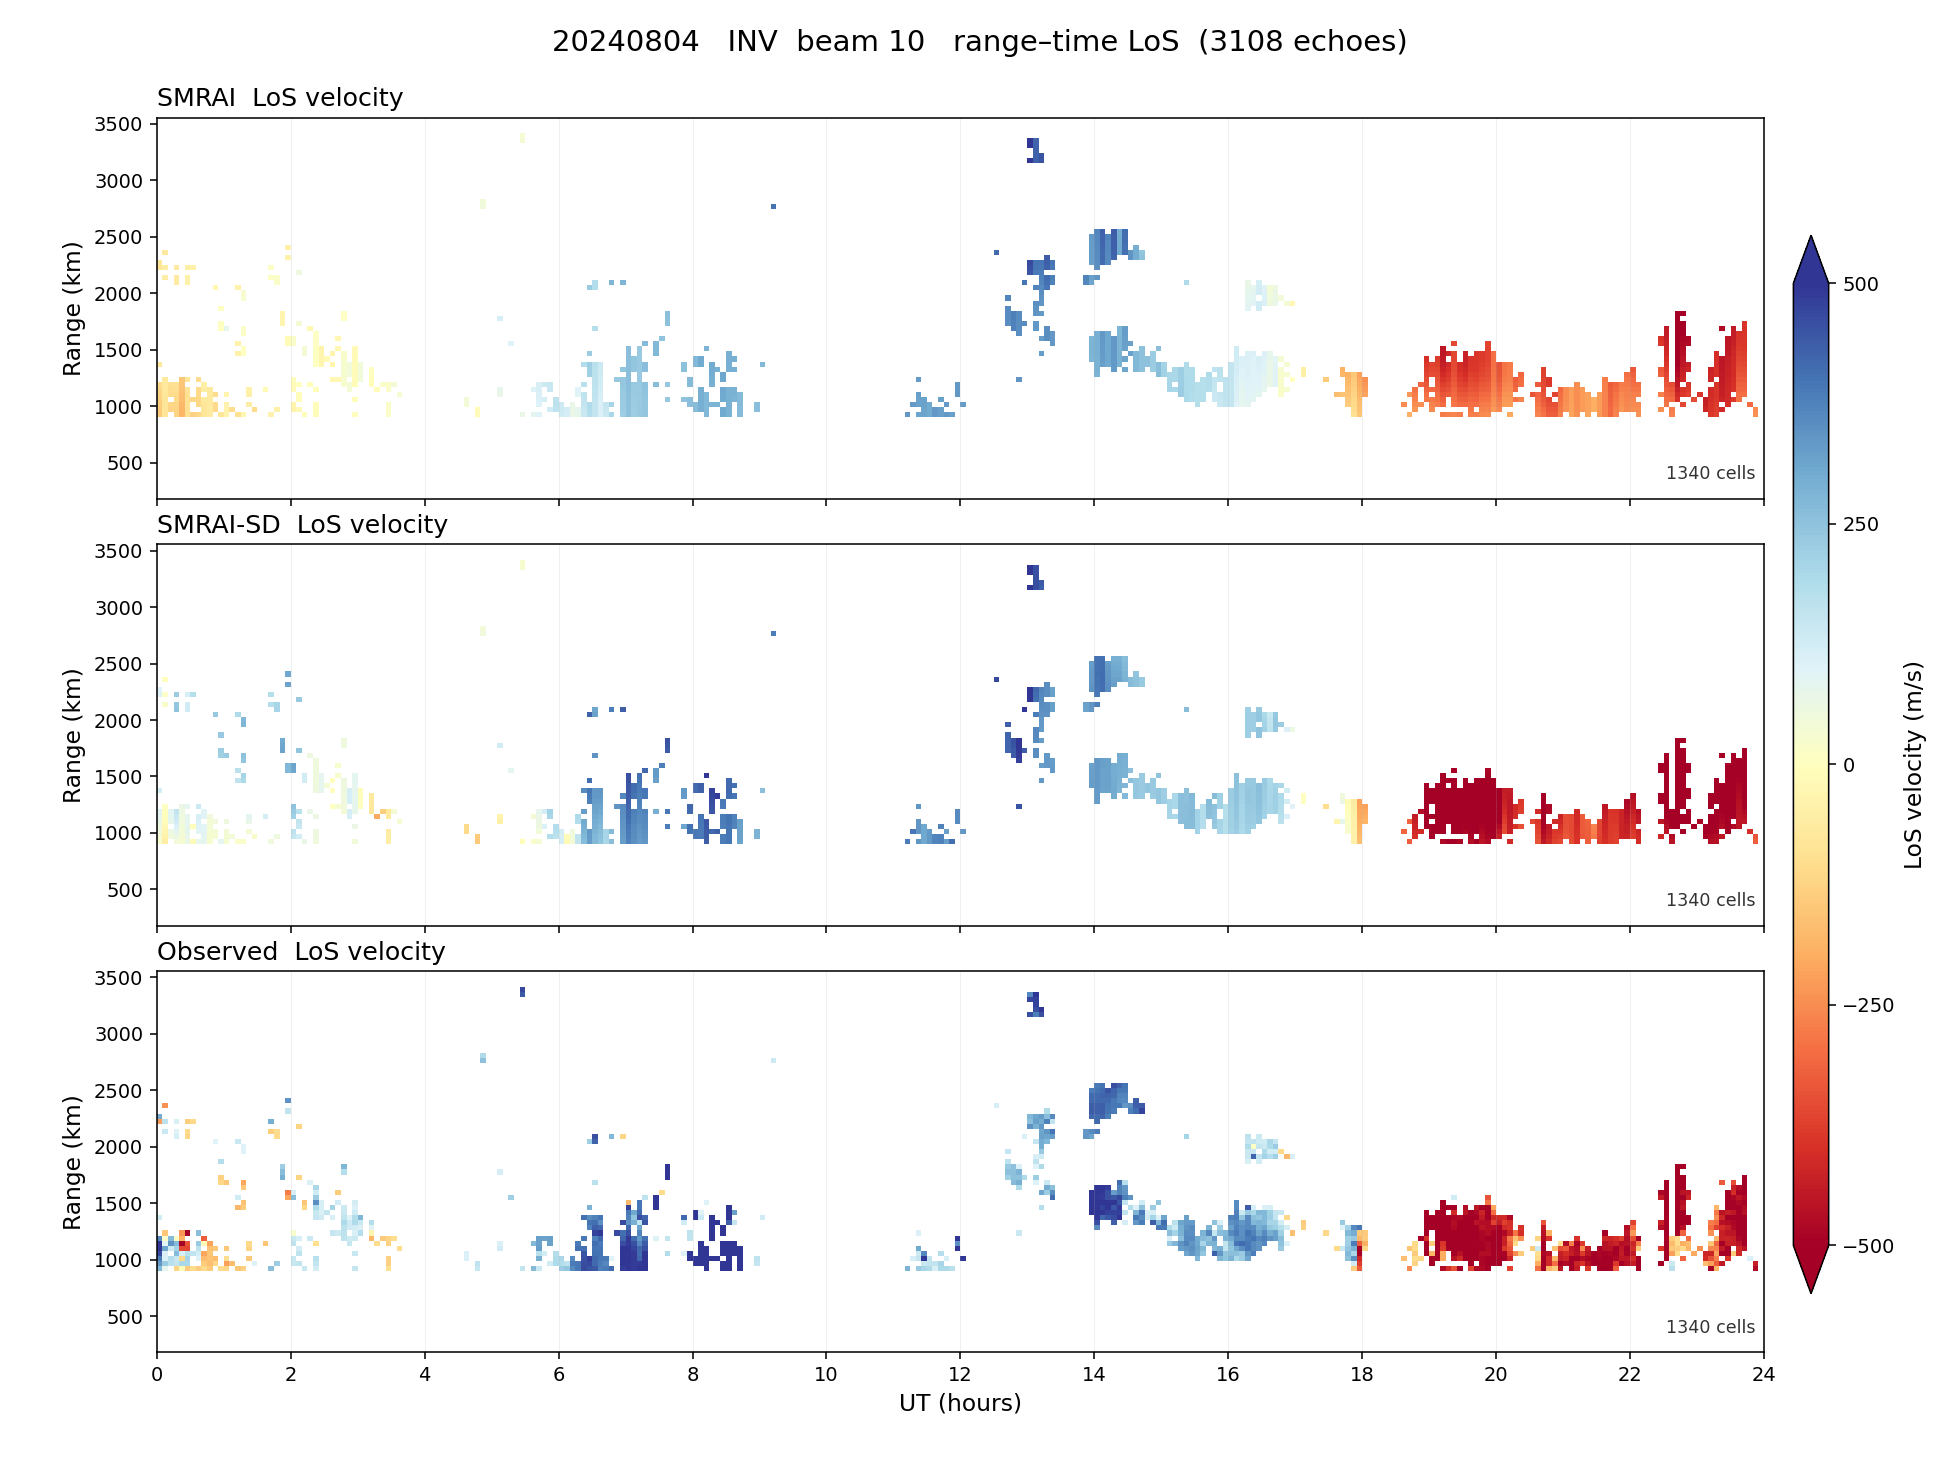 20240804   INV  beam 10   range–time LoS  (3108 echoes)
SMRAI  LoS velocity
3500
3000
2500
2000
1500
1000
500
Range (km)
1340 cells
SMRAI-SD  LoS velocity
3500
3000
2500
2000
1500
1000
500
Range (km)
1340 cells
Observed  LoS velocity
3500
3000
2500
2000
1500
1000
500
Range (km)
1340 cells
0 2 4 6 8 10 12 14 16 18 20 22 24
UT (hours)
500
250
0
−250
−500
LoS velocity (m/s)